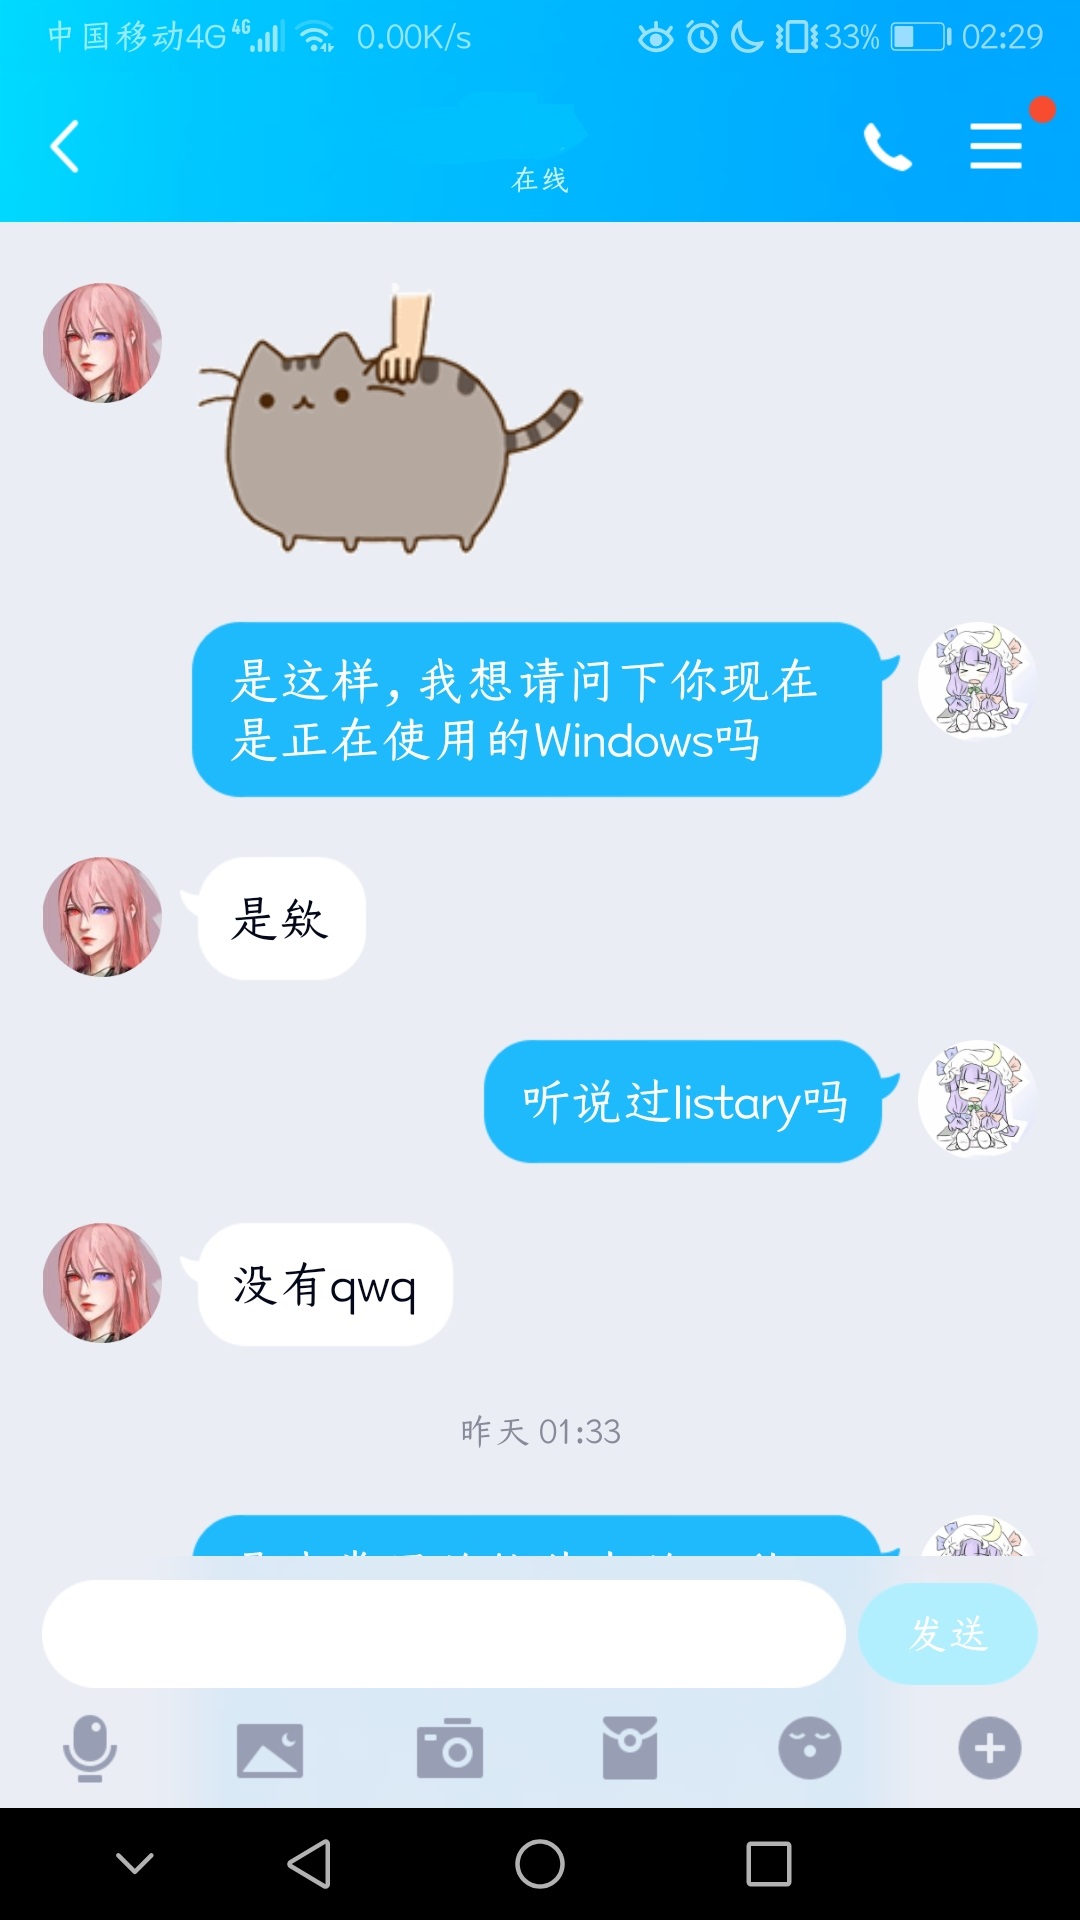 中国移动4G 4G 0.00K/s 33% 02:29
在线
是这样,我想请问下你现在
是正在使用的Windows吗
是欸
听说过listary吗
没有qwq
昨天 01:33
发送